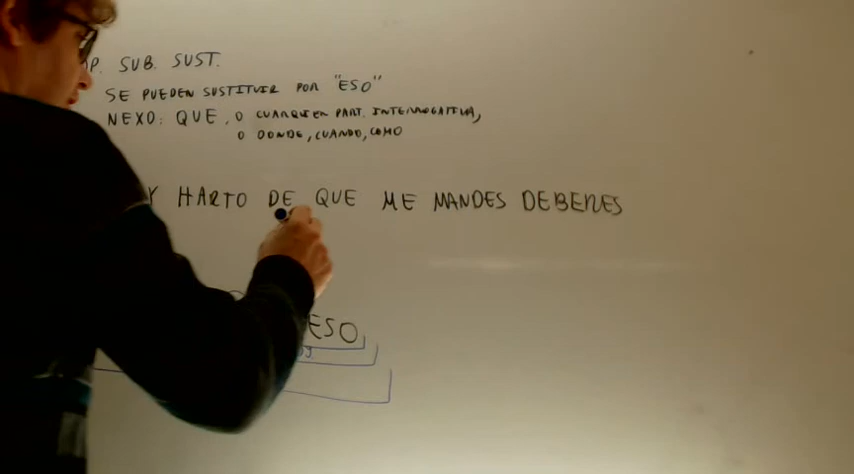 P. SUB. SUST.
SE PUEDEN SUSTITUIR POR "ESO"
NEXO: QUE, O CUALQUIER PART. INTERROGATIVA,
O DONDE, CUANDO, COMO
Y HARTO DE QUE ME MANDES DEBERES
ESO